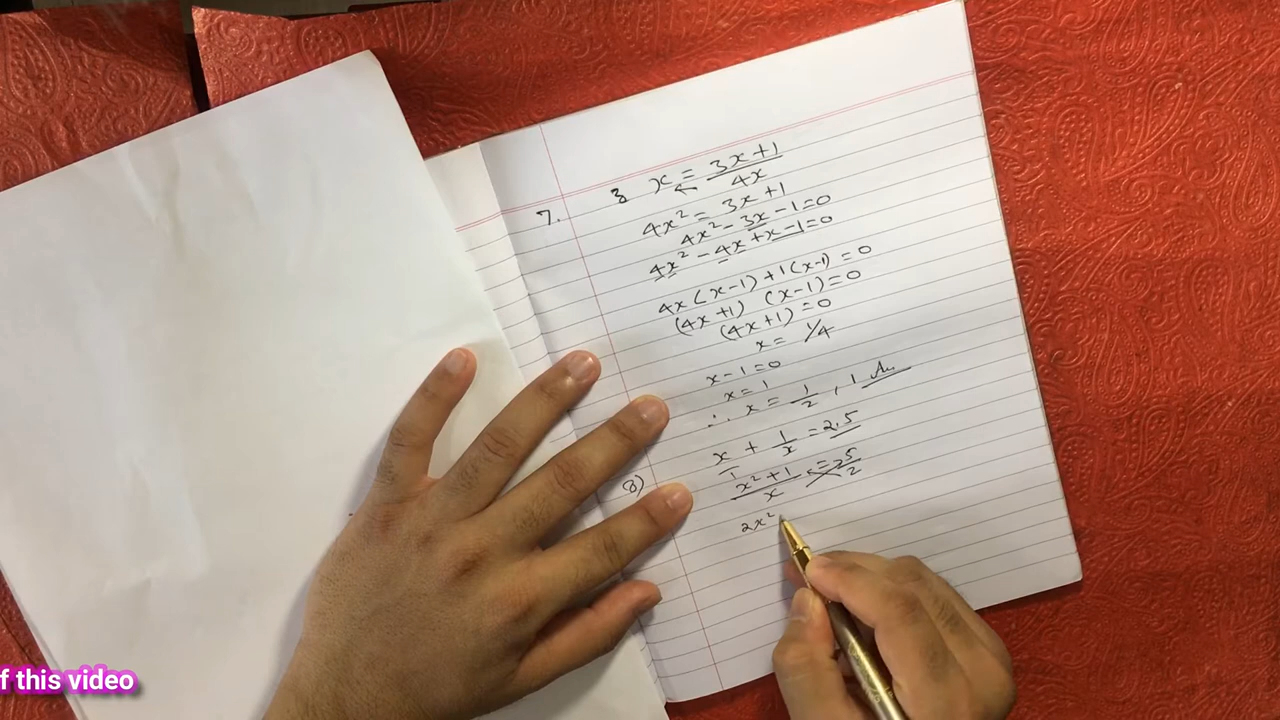 7. 3 x = 3x+1/4x
4x² = 3x+1
4x² - 3x - 1 = 0
4x² - 4x + x - 1 = 0
4x(x-1) + 1(x-1) = 0
(4x+1) (x-1) = 0
(4x+1) = 0
x = 1/4
x - 1 = 0
x = 1
∴ x = 1/2 , 1
8) x/1 + 1/x = 2.5
x²+1/x = 25/2
2x²
f this video